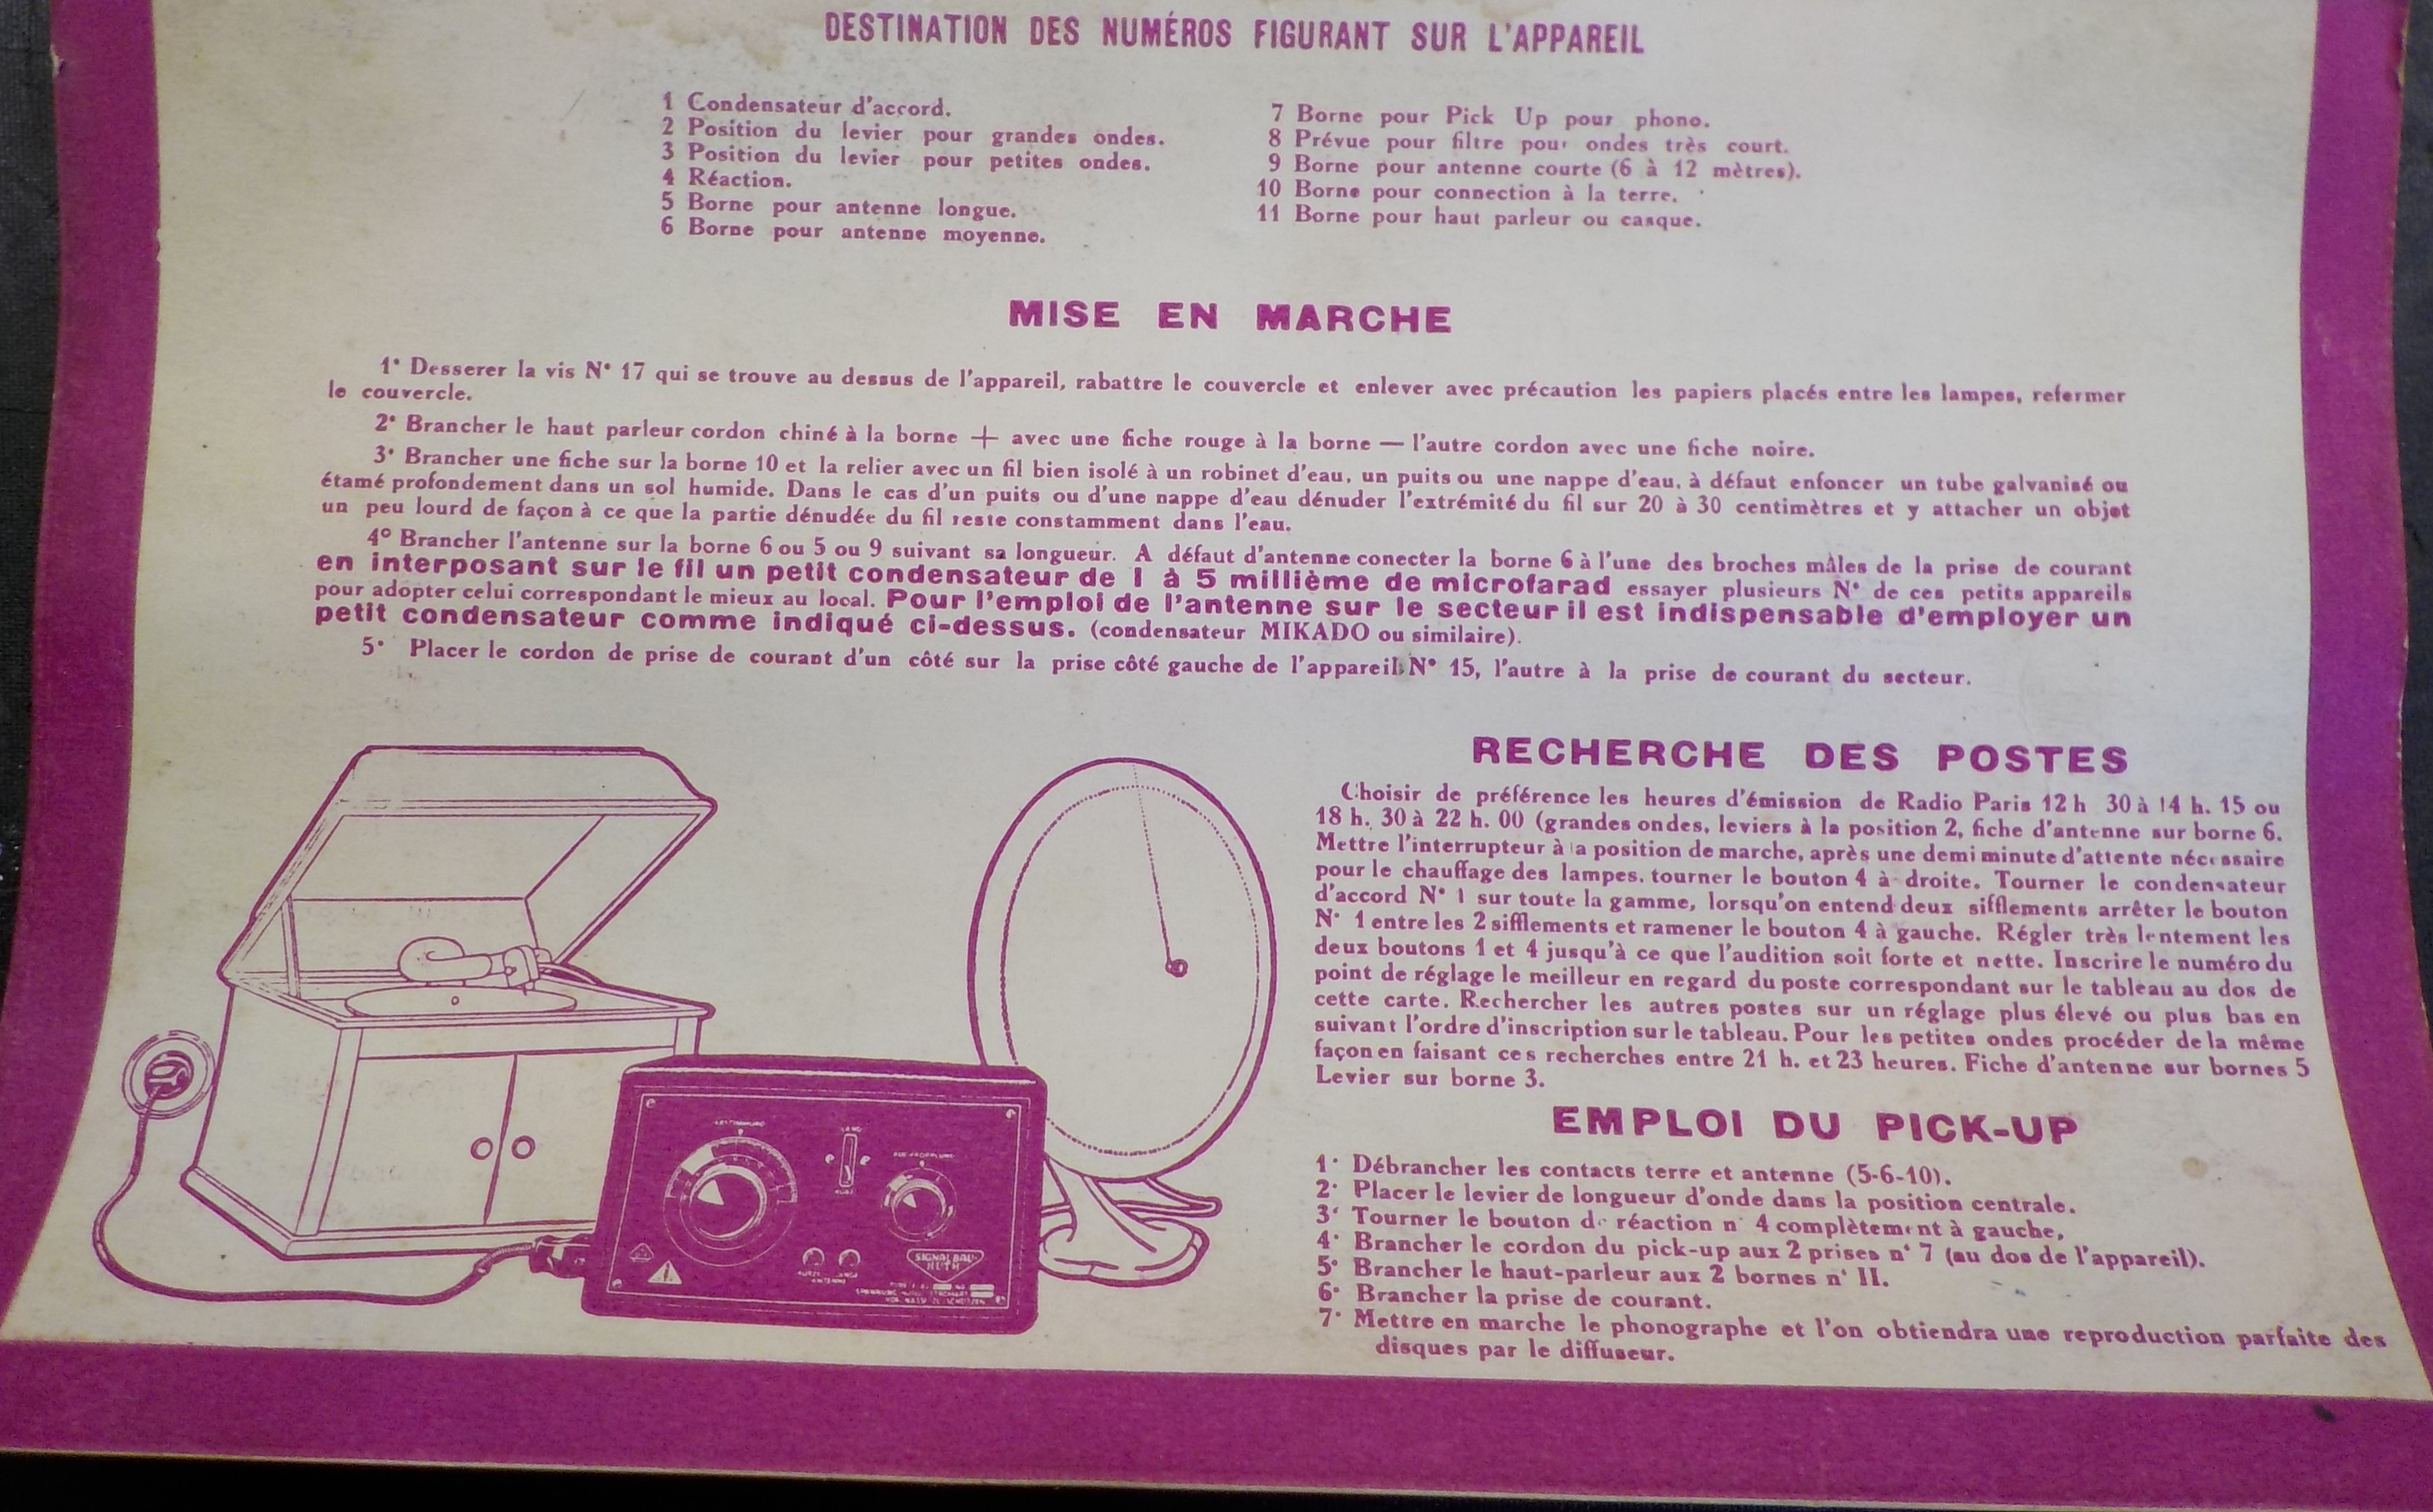 DESTINATION DES NUMÉROS FIGURANT SUR L'APPAREIL
1 Condensateur d'accord.
2 Position du levier pour grandes ondes.
3 Position du levier pour petites ondes.
4 Réaction.
5 Borne pour antenne longue.
6 Borne pour antenne moyenne.
7 Borne pour Pick Up pour phono.
8 Prévue pour filtre pour ondes très court.
9 Borne pour antenne courte (6 à 12 mètres).
10 Borne pour connection à la terre.
11 Borne pour haut parleur ou casque.
MISE EN MARCHE
1° Desserer la vis N° 17 qui se trouve au dessus de l'appareil, rabattre le couvercle et enlever avec précaution les papiers placés entre les lampes, refermer
le couvercle.
2° Brancher le haut parleur cordon chiné à la borne + avec une fiche rouge à la borne — l'autre cordon avec une fiche noire.
3° Brancher une fiche sur la borne 10 et la relier avec un fil bien isolé à un robinet d'eau, un puits ou une nappe d'eau, à défaut enfoncer un tube galvanisé ou
étamé profondement dans un sol humide. Dans le cas d'un puits ou d'une nappe d'eau dénuder l'extrémité du fil sur 20 à 30 centimètres et y attacher un objet
un peu lourd de façon à ce que la partie dénudée du fil reste constamment dans l'eau.
4° Brancher l'antenne sur la borne 6 ou 5 ou 9 suivant sa longueur. A défaut d'antenne conecter la borne 6 à l'une des broches mâles de la prise de courant
en interposant sur le fil un petit condensateur de 1 à 5 millième de microfarad essayer plusieurs N° de ces petits appareils
pour adopter celui correspondant le mieux au local. Pour l'emploi de l'antenne sur le secteur il est indispensable d'employer un
petit condensateur comme indiqué ci-dessus. (condensateur MIKADO ou similaire).
5° Placer le cordon de prise de courant d'un côté sur la prise côté gauche de l'appareil N° 15, l'autre à la prise de courant du secteur.
RECHERCHE DES POSTES
Choisir de préférence les heures d'émission de Radio Paris 12 h 30 à 14 h. 15 ou
18 h. 30 à 22 h. 00 (grandes ondes, leviers à la position 2, fiche d'antenne sur borne 6.
Mettre l'interrupteur à la position de marche, après une demi minute d'attente nécessaire
pour le chauffage des lampes. tourner le bouton 4 à droite. Tourner le condensateur
d'accord N° 1 sur toute la gamme, lorsqu'on entend deux sifflements arrêter le bouton
N° 1 entre les 2 sifflements et ramener le bouton 4 à gauche. Régler très lentement les
deux boutons 1 et 4 jusqu'à ce que l'audition soit forte et nette. Inscrire le numéro du
point de réglage le meilleur en regard du poste correspondant sur le tableau au dos de
cette carte. Rechercher les autres postes sur un réglage plus élevé ou plus bas en
suivant l'ordre d'inscription sur le tableau. Pour les petites ondes procéder de la même
façon en faisant ces recherches entre 21 h. et 23 heures. Fiche d'antenne sur bornes 5
Levier sur borne 3.
EMPLOI DU PICK-UP
1° Débrancher les contacts terre et antenne (5-6-10).
2° Placer le levier de longueur d'onde dans la position centrale.
3° Tourner le bouton de réaction n° 4 complètement à gauche,
4° Brancher le cordon du pick-up aux 2 prises n° 7 (au dos de l'appareil).
5° Brancher le haut-parleur aux 2 bornes n° II.
6° Brancher la prise de courant.
7° Mettre en marche le phonographe et l'on obtiendra une reproduction parfaite des
disques par le diffuseur.
LANG
KURZ
SIGNALBAU
HUTH